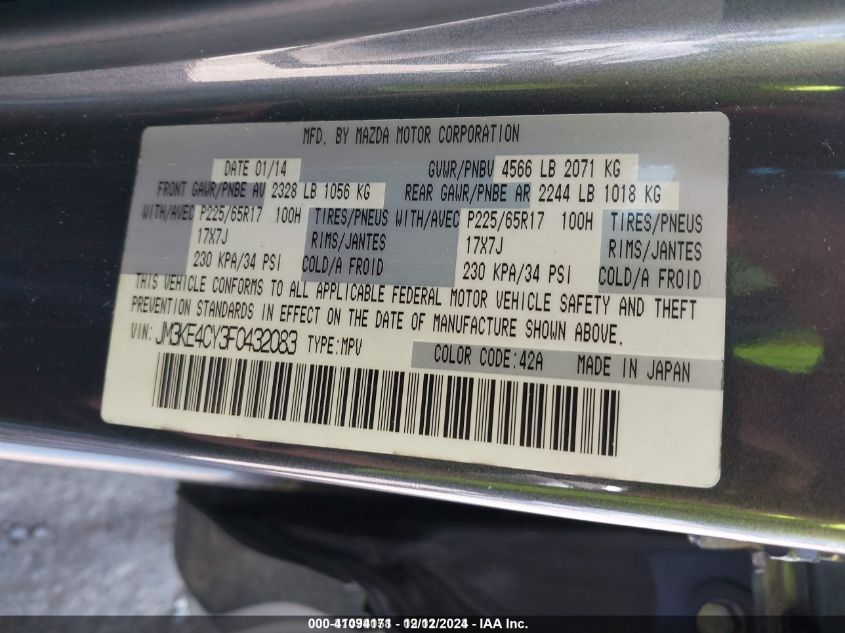 MFD. BY MAZDA MOTOR CORPORATION
DATE 01/14 GVWR/PNBV 4566 LB 2071 KG
FRONT GAWR/PNBE AV 2328 LB 1056 KG REAR GAWR/PNBE AR 2244 LB 1018 KG
WITH/AVEC P225/65R17 100H TIRES/PNEUS WITH/AVEC P225/65R17 100H TIRES/PNEUS
17X7J RIMS/JANTES 17X7J RIMS/JANTES
230 KPA/34 PSI COLD/A FROID 230 KPA/34 PSI COLD/A FROID
THIS VEHICLE CONFORMS TO ALL APPLICABLE FEDERAL MOTOR VEHICLE SAFETY AND THEFT
PREVENTION STANDARDS IN EFFECT ON THE DATE OF MANUFACTURE SHOWN ABOVE.
VIN: JM3KE4CY3F0432083 TYPE:MPV
COLOR CODE:42A MADE IN JAPAN
000-41094171 - 12/12/2024 - IAA Inc.